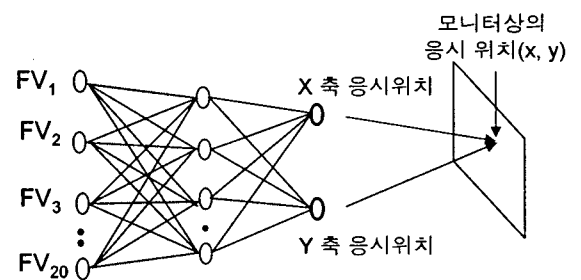 모니터상의
응시 위치(x, y)
FV1
X 축 응시위치
FV2
FV3
Y 축 응시위치
FV20